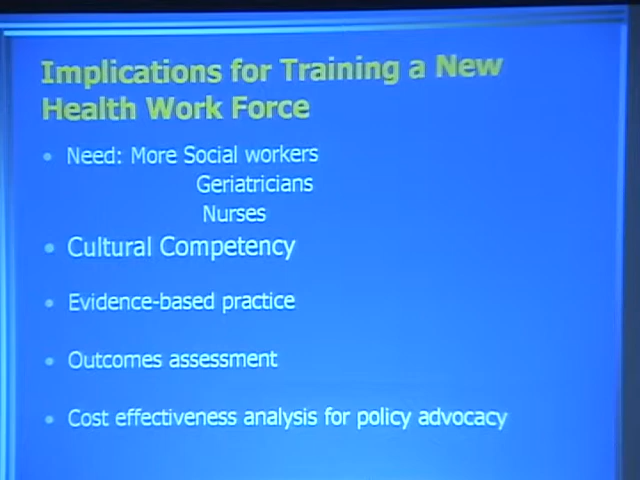 Implications for Training a New
Health Work Force
• Need: More Social workers
Geriatricians
Nurses
• Cultural Competency
• Evidence-based practice
• Outcomes assessment
• Cost effectiveness analysis for policy advocacy